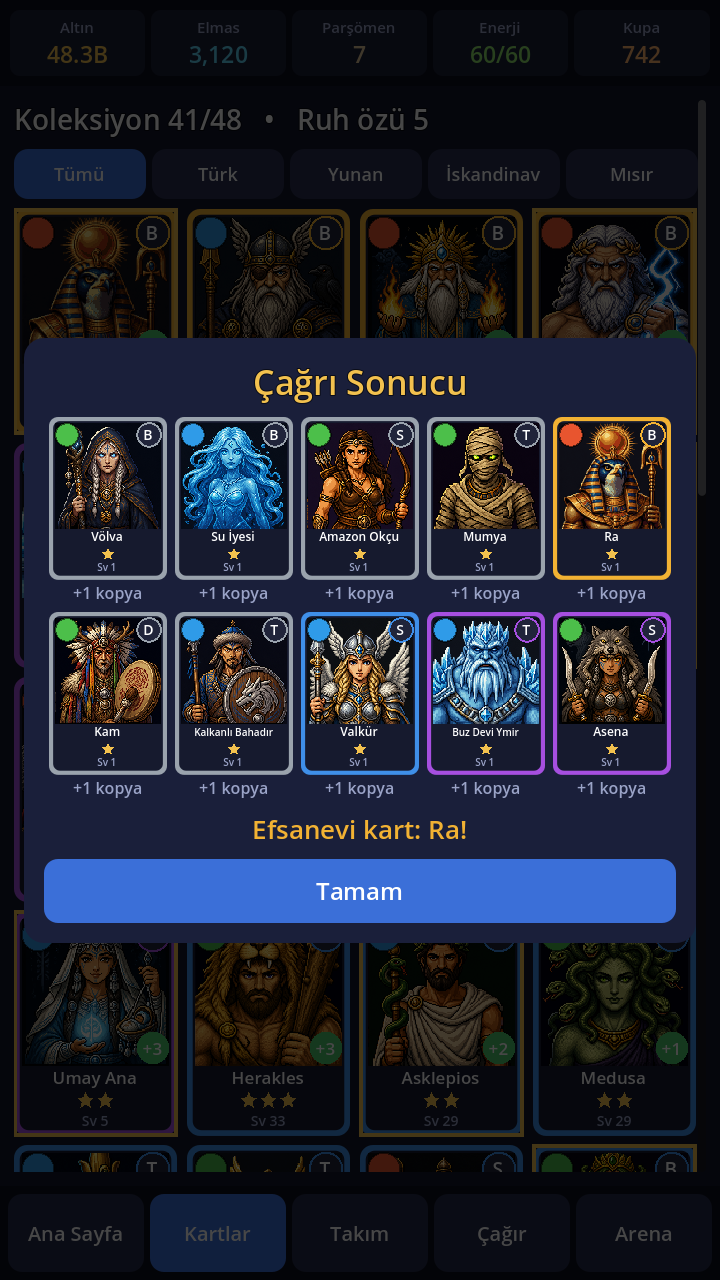 Altın Elmas Parşömen Enerji Kupa
48.3B 3,120 7 60/60 742
Koleksiyon 41/48 • Ruh özü 5
Tümü Türk Yunan İskandinav Mısır
B B B B
Çağrı Sonucu
B B S T B
Völva Su İyesi Amazon Okçu Mumya Ra
Sv 1 Sv 1 Sv 1 Sv 1 Sv 1
+1 kopya +1 kopya +1 kopya +1 kopya +1 kopya
D T S T S
Kam Kalkanlı Bahadır Valkür Buz Devi Ymir Asena
Sv 1 Sv 1 Sv 1 Sv 1 Sv 1
+1 kopya +1 kopya +1 kopya +1 kopya +1 kopya
Efsanevi kart: Ra!
Tamam
+3 +3 +2 +1
Umay Ana Herakles Asklepios Medusa
Sv 5 Sv 33 Sv 29 Sv 29
T T S B
Ana Sayfa Kartlar Takım Çağır Arena